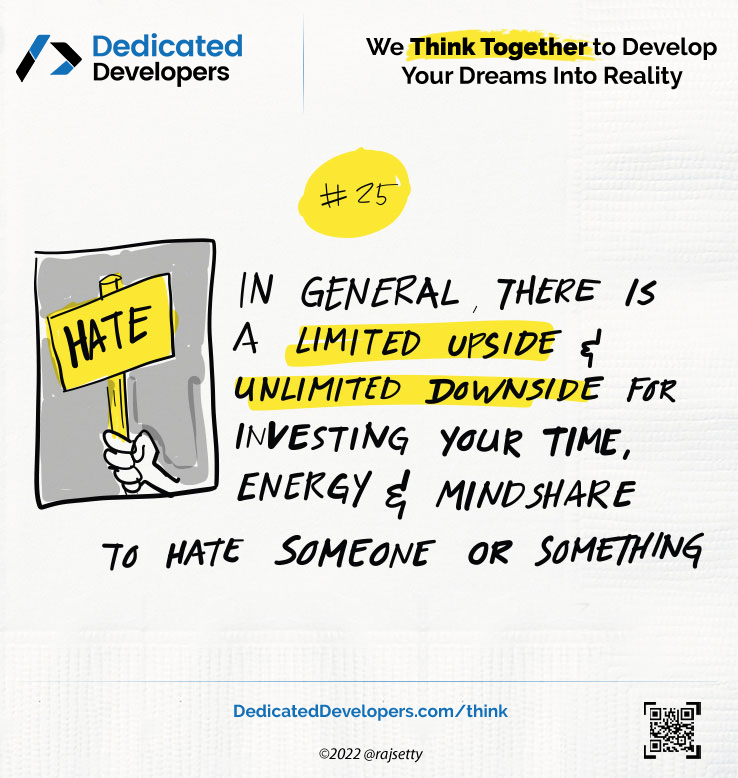 Dedicated
Developers
We Think Together to Develop
Your Dreams Into Reality
# 25
HATE
IN GENERAL, THERE IS
A LIMITED UPSIDE &
UNLIMITED DOWNSIDE FOR
INVESTING YOUR TIME,
ENERGY & MINDSHARE
TO HATE SOMEONE OR SOMETHING
DedicatedDevelopers.com/think
©2022 @rajsetty